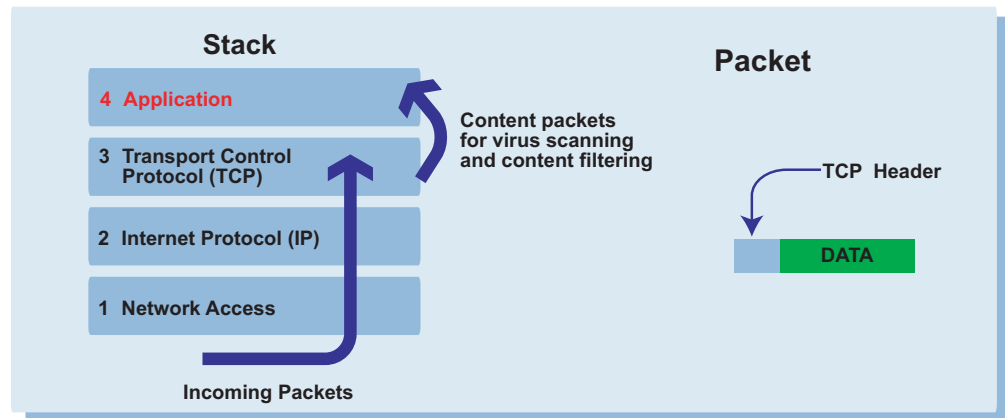 Stack
4 Application
3 Transport Control
Protocol (TCP)
2 Internet Protocol (IP)
1 Network Access
Incoming Packets
Content packets
for virus scanning
and content filtering
Packet
TCP Header
DATA